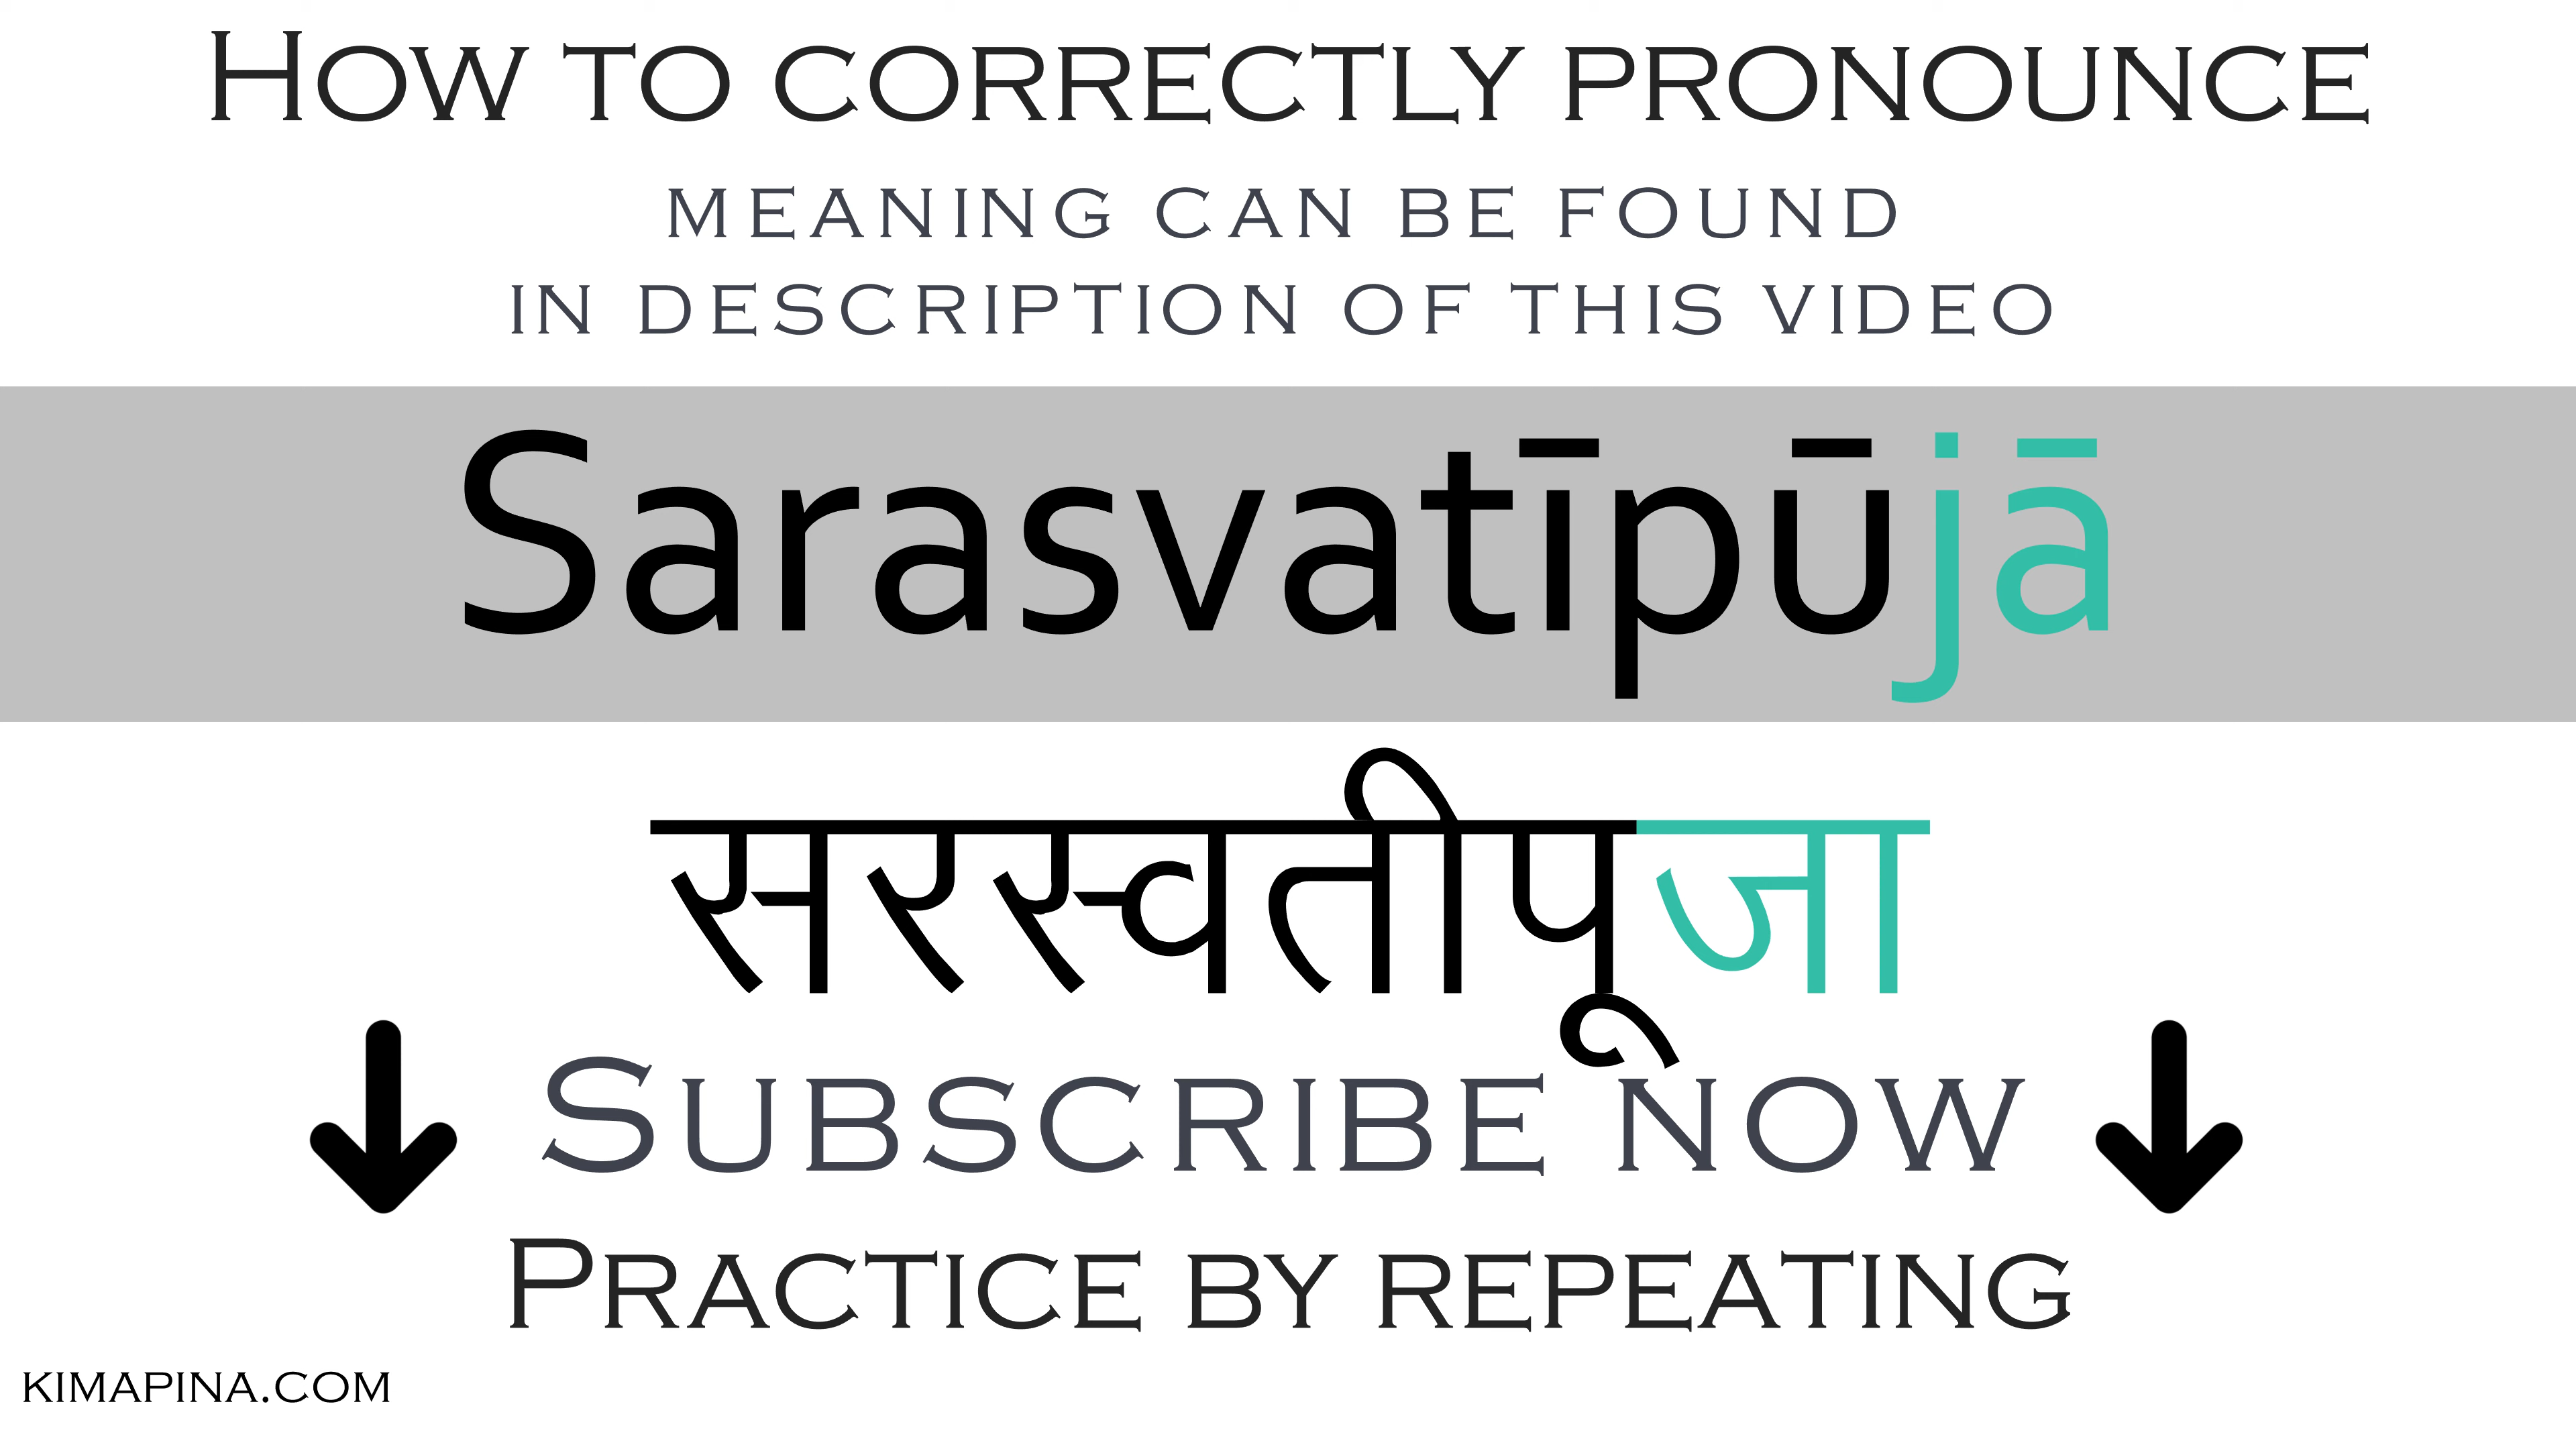 How to correctly pronounce
meaning can be found
in description of this video
Sarasvatīpūjā
सरस्वतीपूजा
Subscribe now
Practice by repeating
kimapina.com